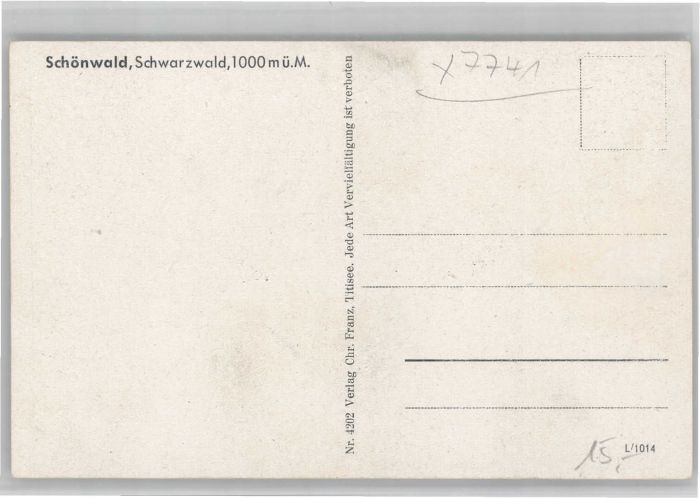 Schönwald, Schwarzwald, 1000 m ü. M.
x 7741
Nr. 4202 Verlag Chr. Franz, Titisee. Jede Art Vervielfältigung ist verboten
15,-
L/1014